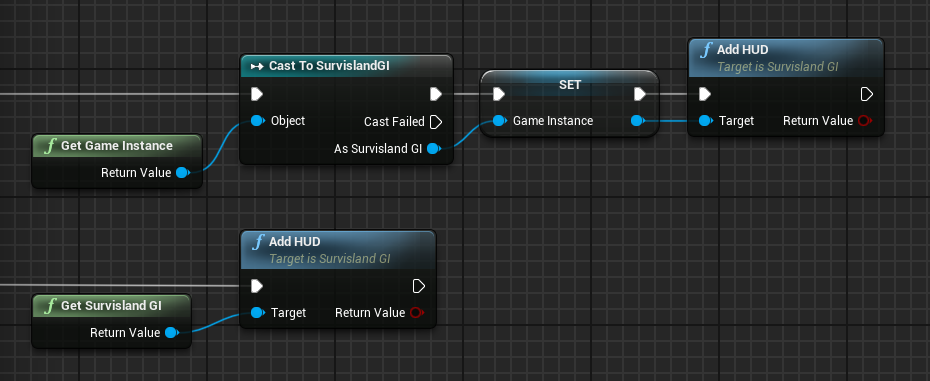 Cast To SurvislandGI
Object
Cast Failed
As Survisland GI
Get Game Instance
Return Value
SET
Game Instance
Add HUD
Target is Survisland GI
Target
Return Value
Add HUD
Target is Survisland GI
Target
Return Value
Get Survisland GI
Return Value